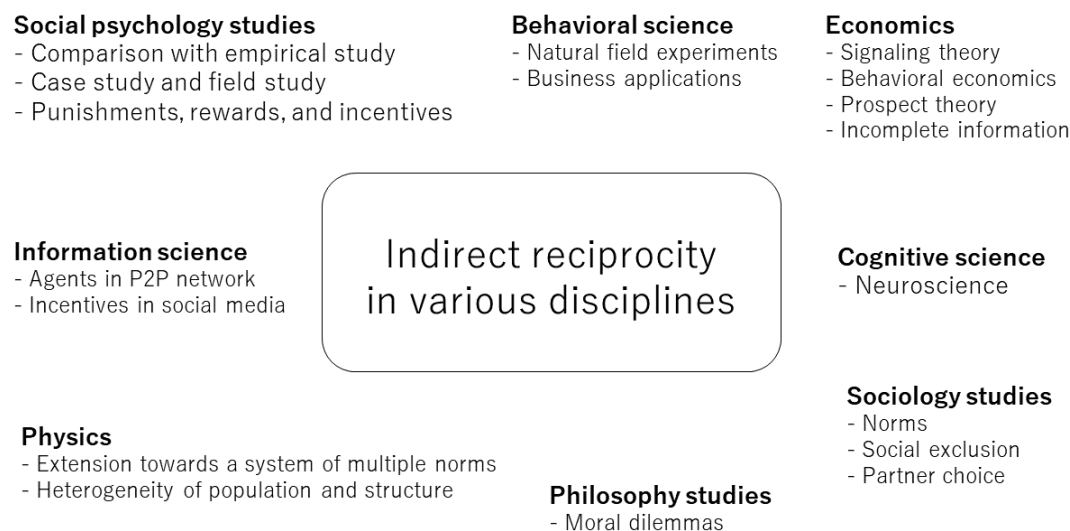 Social psychology studies
- Comparison with empirical study
- Case study and field study
- Punishments, rewards, and incentives
Behavioral science
- Natural field experiments
- Business applications
Economics
- Signaling theory
- Behavioral economics
- Prospect theory
- Incomplete information
Information science
- Agents in P2P network
- Incentives in social media
Indirect reciprocity
in various disciplines
Cognitive science
- Neuroscience
Physics
- Extension towards a system of multiple norms
- Heterogeneity of population and structure
Philosophy studies
- Moral dilemmas
Sociology studies
- Norms
- Social exclusion
- Partner choice